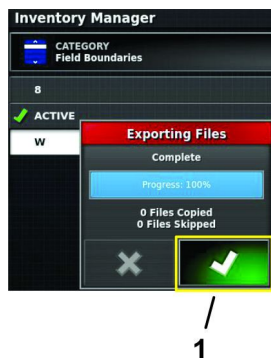 Inventory Manager
CATEGORY
Field Boundaries
8
ACTIVE
W
Exporting Files
Complete
Progress: 100%
0 Files Copied
0 Files Skipped
1